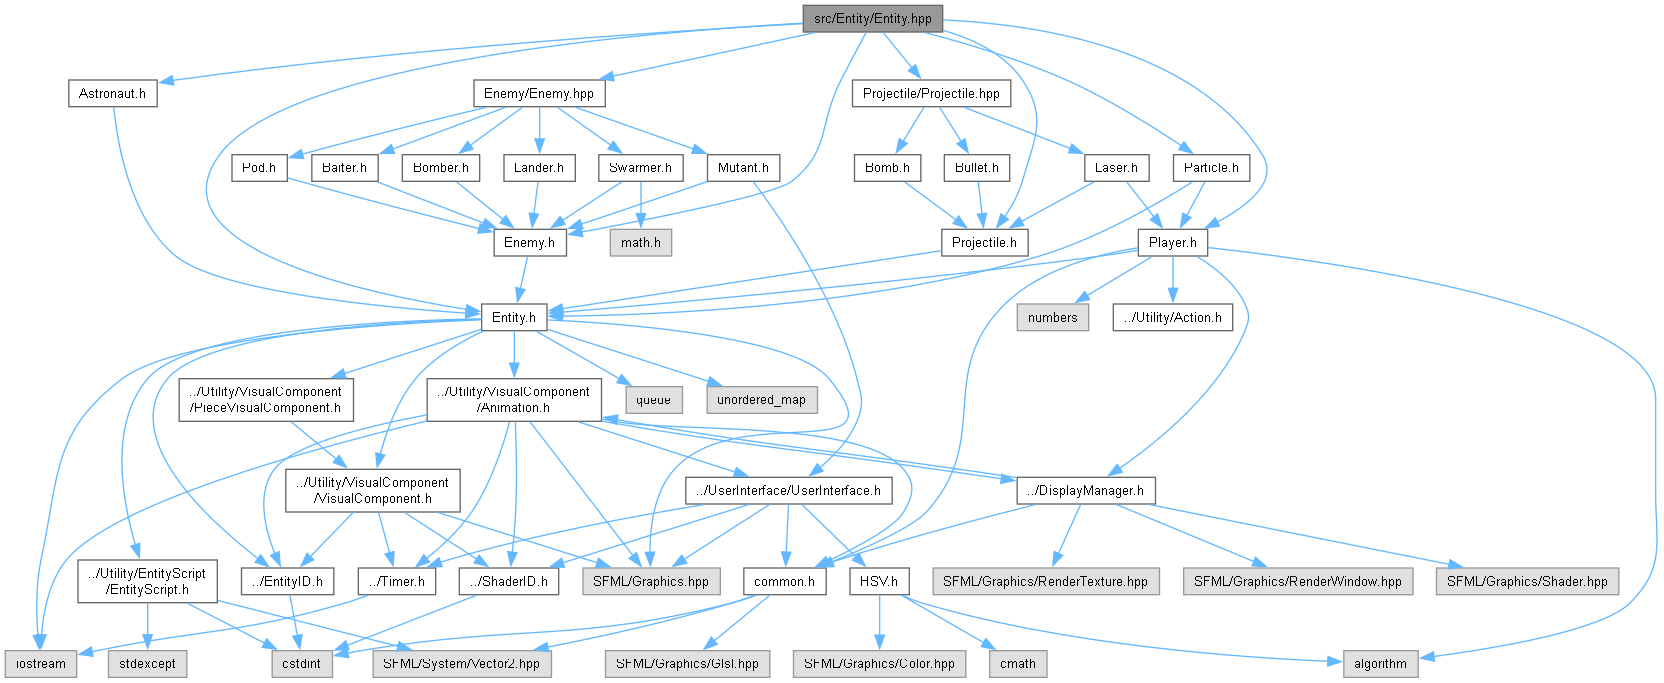 src/Entity/Entity.hpp
Astronaut.h
Enemy/Enemy.hpp
Projectile/Projectile.hpp
Pod.h
Baiter.h
Bomber.h
Lander.h
Swarmer.h
Mutant.h
Bomb.h
Bullet.h
Laser.h
Particle.h
Enemy.h
math.h
Projectile.h
Player.h
Entity.h
numbers
../Utility/Action.h
../Utility/VisualComponent
/PieceVisualComponent.h
../Utility/VisualComponent
/Animation.h
queue
unordered_map
../Utility/VisualComponent
/VisualComponent.h
../UserInterface/UserInterface.h
../DisplayManager.h
../Utility/EntityScript
/EntityScript.h
../EntityID.h
../Timer.h
../ShaderID.h
SFML/Graphics.hpp
common.h
HSV.h
SFML/Graphics/RenderTexture.hpp
SFML/Graphics/RenderWindow.hpp
SFML/Graphics/Shader.hpp
iostream
stdexcept
cstdint
SFML/System/Vector2.hpp
SFML/Graphics/Glsl.hpp
SFML/Graphics/Color.hpp
cmath
algorithm